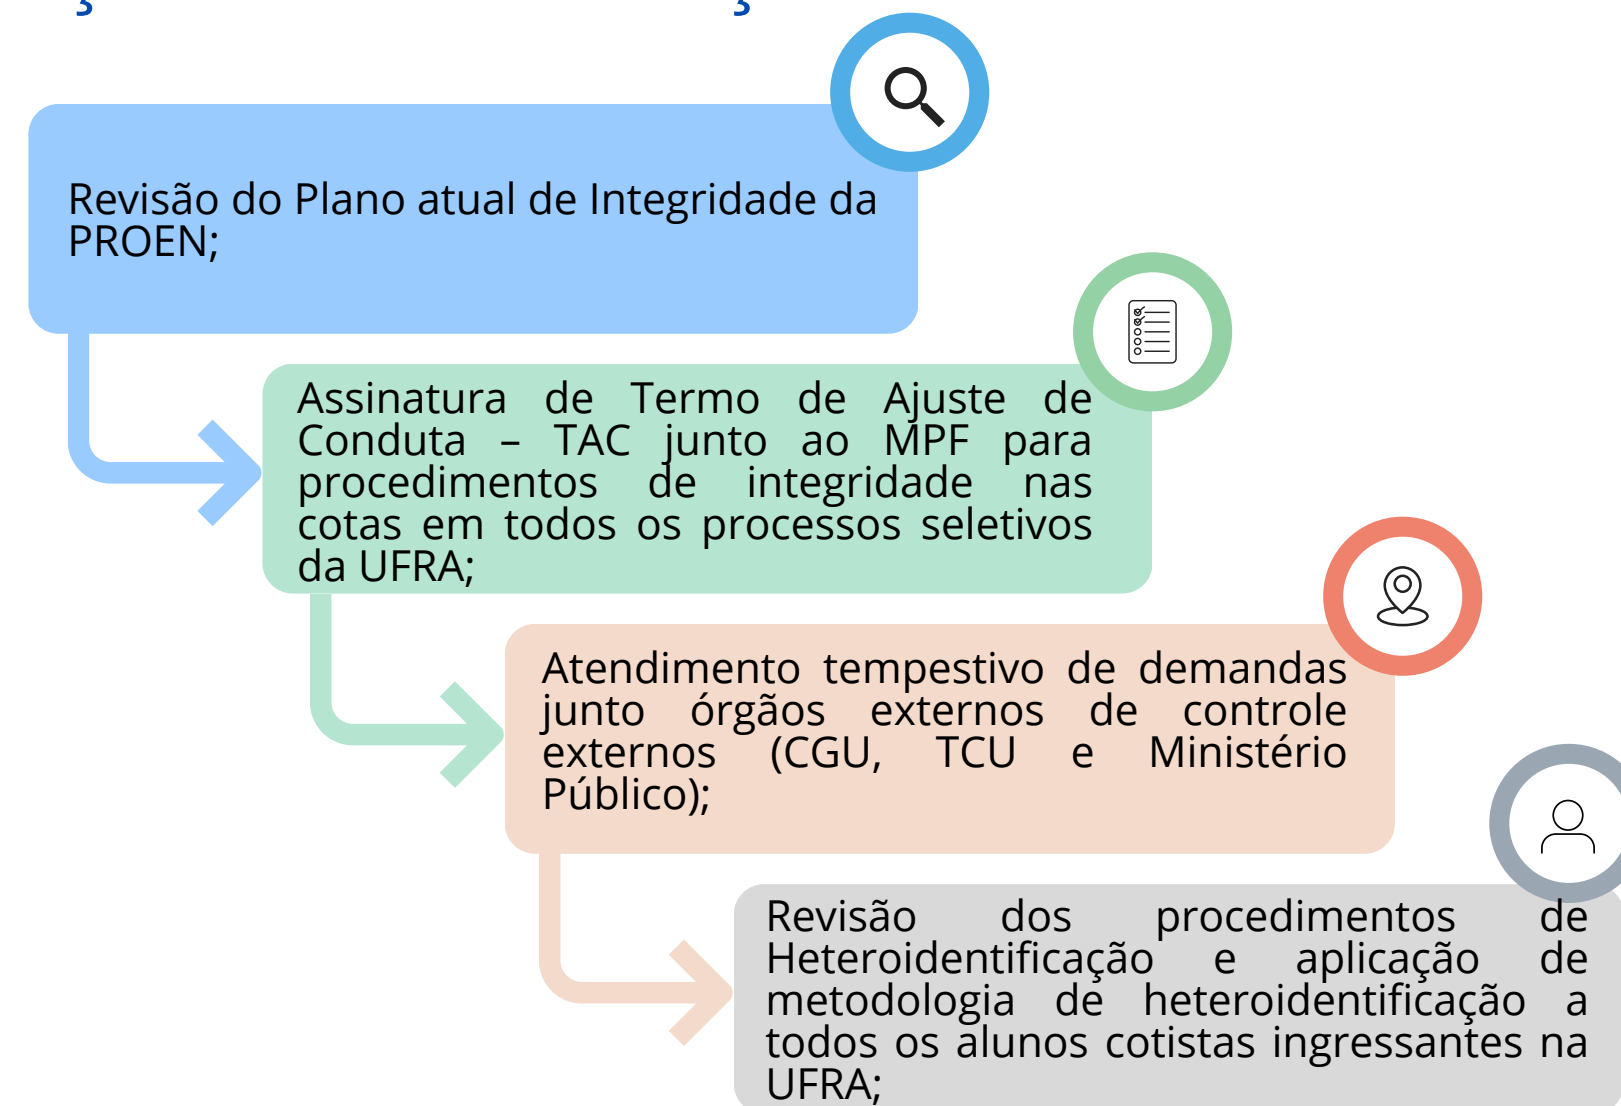 Revisão do Plano atual de Integridade da
PROEN;
Assinatura de Termo de Ajuste de
Conduta – TAC junto ao MPF para
procedimentos de integridade nas
cotas em todos os processos seletivos
da UFRA;
Atendimento tempestivo de demandas
junto órgãos externos de controle
externos (CGU, TCU e Ministério
Público);
Revisão dos procedimentos de
Heteroidentificação e aplicação de
metodologia de heteroidentificação a
todos os alunos cotistas ingressantes na
UFRA;